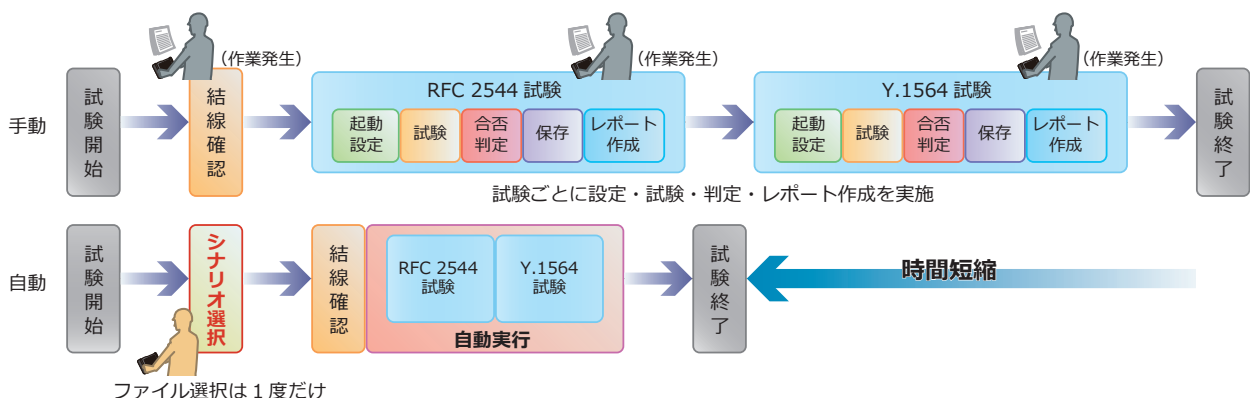 手動
試験開始
(作業発生)
結線確認
(作業発生)
RFC 2544 試験
起動
設定
試験
合否
判定
保存
レポート
作成
(作業発生)
Y.1564 試験
起動
設定
試験
合否
判定
保存
レポート
作成
試験終了
試験ごとに設定・試験・判定・レポート作成を実施
自動
試験開始
シナリオ選択
ファイル選択は 1 度だけ
結線確認
RFC 2544
試験
Y.1564
試験
自動実行
試験終了
時間短縮